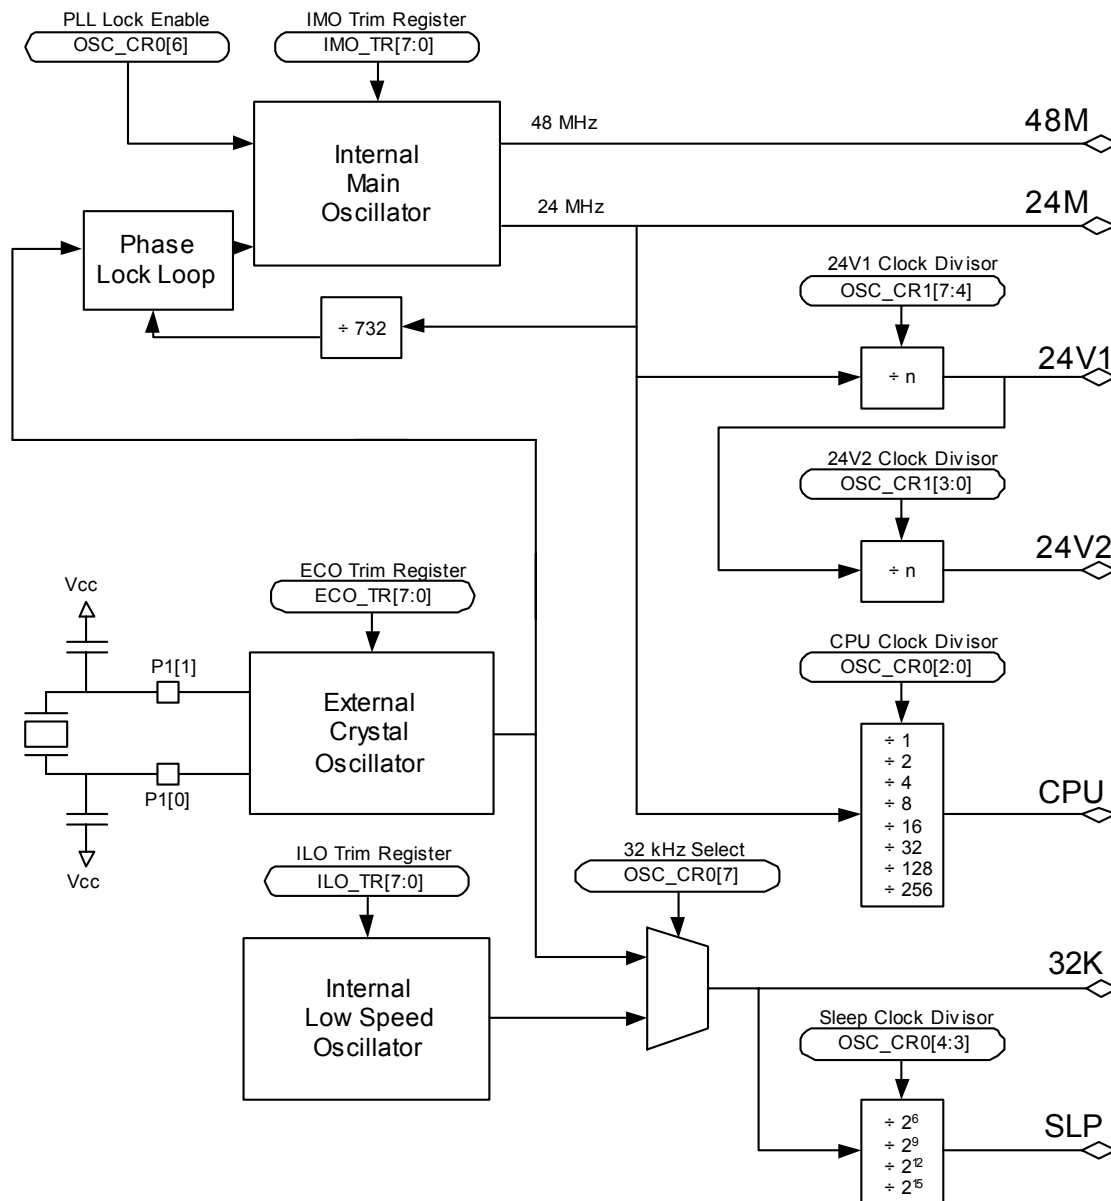 PLL Lock Enable
OSC_CR0[6]
IMO Trim Register
IMO_TR[7:0]
Internal
Main
Oscillator
48 MHz
48M
24 MHz
24M
Phase
Lock Loop
÷ 732
24V1 Clock Divisor
OSC_CR1[7:4]
÷ n
24V1
24V2 Clock Divisor
OSC_CR1[3:0]
÷ n
24V2
Vcc
P1[1]
P1[0]
Vcc
ECO Trim Register
ECO_TR[7:0]
External
Crystal
Oscillator
CPU Clock Divisor
OSC_CR0[2:0]
÷ 1
÷ 2
÷ 4
÷ 8
÷ 16
÷ 32
÷ 128
÷ 256
CPU
ILO Trim Register
ILO_TR[7:0]
Internal
Low Speed
Oscillator
32 kHz Select
OSC_CR0[7]
32K
Sleep Clock Divisor
OSC_CR0[4:3]
÷ 2⁶
÷ 2⁹
÷ 2¹²
÷ 2¹⁵
SLP